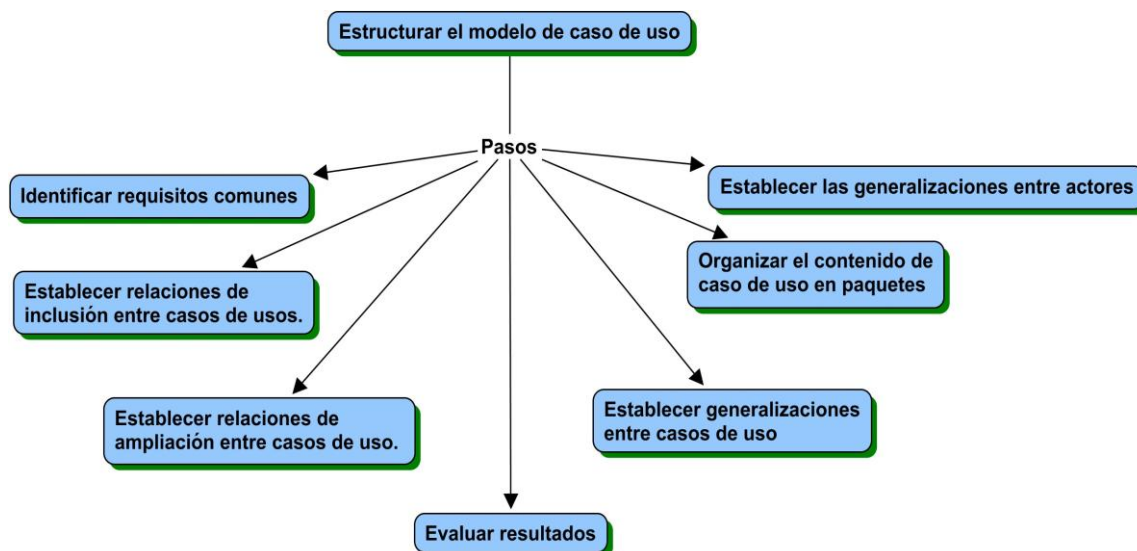 Estructurar el modelo de caso de uso
Pasos
Identificar requisitos comunes
Establecer las generalizaciones entre actores
Establecer relaciones de
inclusión entre casos de usos.
Organizar el contenido de
caso de uso en paquetes
Establecer relaciones de
ampliación entre casos de uso.
Establecer generalizaciones
entre casos de uso
Evaluar resultados